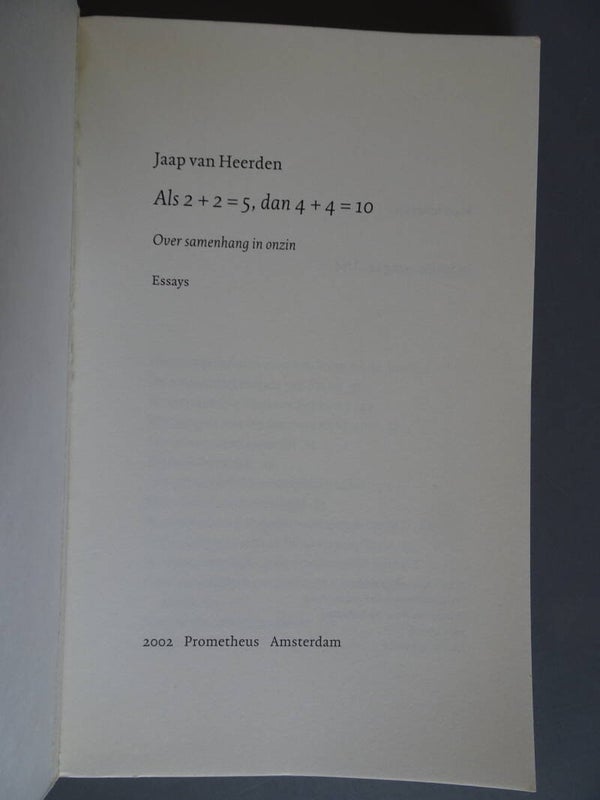 Jaap van Heerden
Als 2 + 2 = 5, dan 4 + 4 = 10
Over samenhang in onzin
Essays
2002 Prometheus Amsterdam